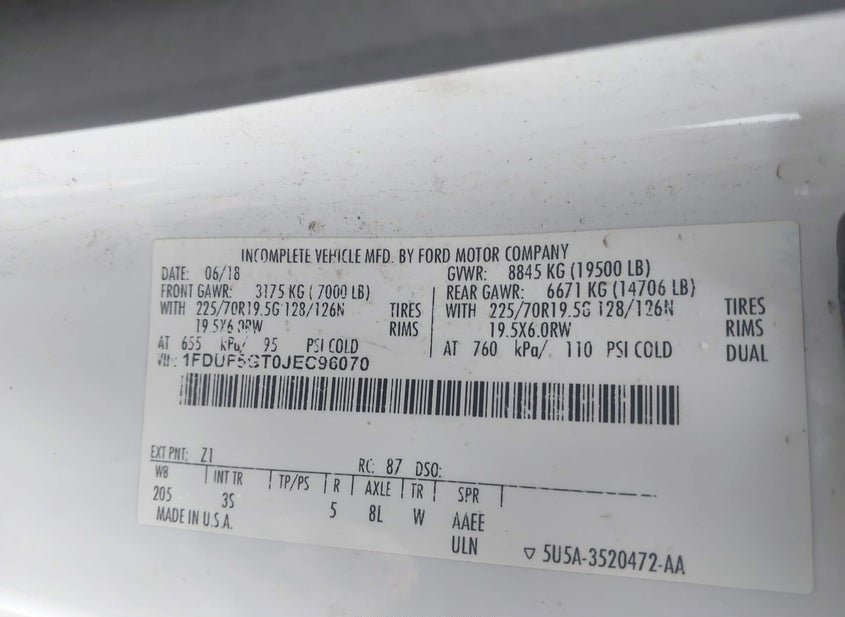 INCOMPLETE VEHICLE MFD. BY FORD MOTOR COMPANY
DATE: 06/18 GVWR: 8845 KG (19500 LB)
FRONT GAWR: 3175 KG ( 7000 LB) REAR GAWR: 6671 KG (14706 LB)
WITH 225/70R19.5G 128/126N TIRES WITH 225/70R19.5G 128/126N TIRES
19.5X6.0RW RIMS 19.5X6.0RW RIMS
AT 655 kPa/ 95 PSI COLD AT 760 kPa/ 110 PSI COLD DUAL
VIN: 1FDUF5GT0JEC96070
EXT PNT: Z1 RC: 87 DSO:
WB INT TR TP/PS R AXLE TR SPR
205 3S 5 8L W AAEE
MADE IN U.S.A. ULN
5U5A-3520472-AA